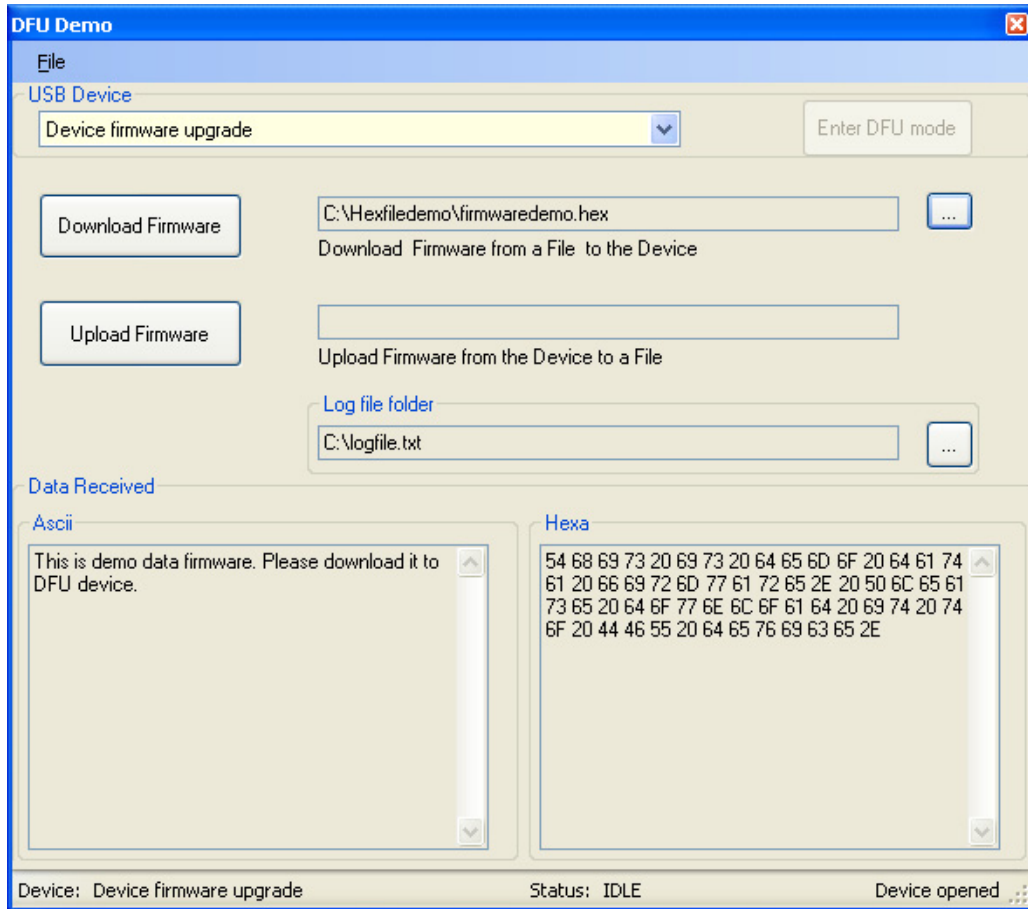 DFU Demo
File
USB Device
Device firmware upgrade
Enter DFU mode
Download Firmware
C:\Hexfiledemo\firmwaredemo.hex
...
Download  Firmware from a File  to the Device
Upload Firmware
Upload Firmware from the Device to a File
Log file folder
C:\logfile.txt
...
Data Received
Ascii
This is demo data firmware. Please download it to
DFU device.
Hexa
54 68 69 73 20 69 73 20 64 65 6D 6F 20 64 61 74
61 20 66 69 72 6D 77 61 72 65 2E 20 50 6C 65 61
73 65 20 64 6F 77 6E 6C 6F 61 64 20 69 74 20 74
6F 20 44 46 55 20 64 65 76 69 63 65 2E
Device:  Device firmware upgrade
Status:  IDLE
Device opened